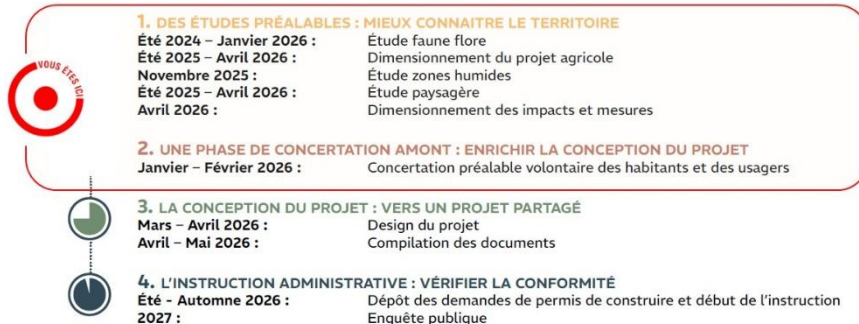 1. DES ÉTUDES PRÉALABLES : MIEUX CONNAITRE LE TERRITOIRE
Été 2024 – Janvier 2026 : Étude faune flore
Été 2025 – Avril 2026 : Dimensionnement du projet agricole
Novembre 2025 : Étude zones humides
Été 2025 – Avril 2026 : Étude paysagère
Avril 2026 : Dimensionnement des impacts et mesures
VOUS ÊTES ICI
2. UNE PHASE DE CONCERTATION AMONT : ENRICHIR LA CONCEPTION DU PROJET
Janvier – Février 2026 : Concertation préalable volontaire des habitants et des usagers
3. LA CONCEPTION DU PROJET : VERS UN PROJET PARTAGÉ
Mars – Avril 2026 : Design du projet
Avril – Mai 2026 : Compilation des documents
4. L'INSTRUCTION ADMINISTRATIVE : VÉRIFIER LA CONFORMITÉ
Été - Automne 2026 : Dépôt des demandes de permis de construire et début de l'instruction
2027 : Enquête publique